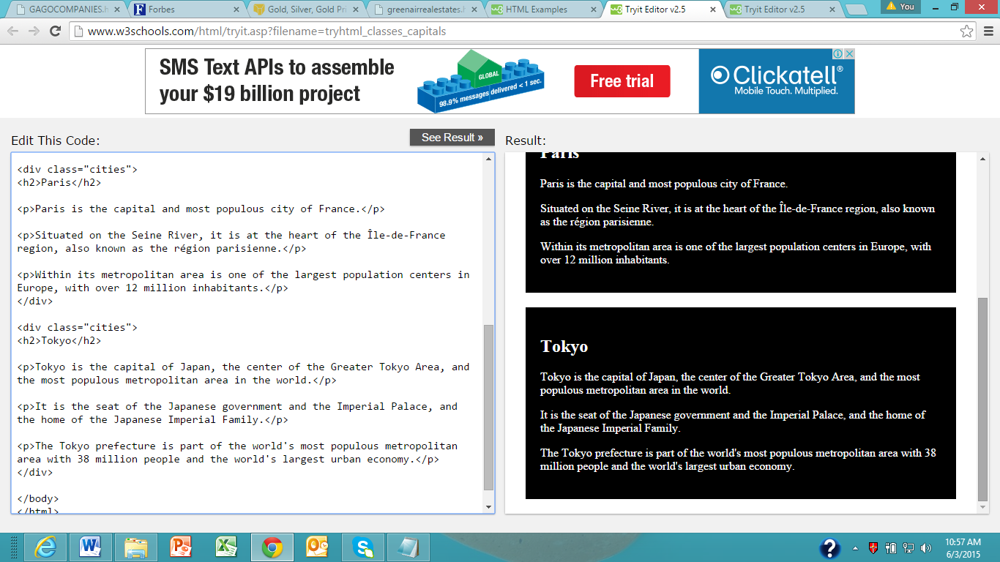 GAGOCOMPANIES.h
Forbes
Gold, Silver, Gold Pri
greenairrealestates.h
HTML Examples
Tryit Editor v2.5
Tryit Editor v2.5
You
www.w3schools.com/html/tryit.asp?filename=tryhtml_classes_capitals
SMS Text APIs to assemble
your $19 billion project
GLOBAL
98.9% messages delivered < 1 sec.
Free trial
Clickatell®
Mobile Touch. Multiplied.
Edit This Code:
See Result »
Result:
<div class="cities">
<h2>Paris</h2>
<p>Paris is the capital and most populous city of France.</p>
<p>Situated on the Seine River, it is at the heart of the Île-de-France
region, also known as the région parisienne.</p>
<p>Within its metropolitan area is one of the largest population centers in
Europe, with over 12 million inhabitants.</p>
</div>
<div class="cities">
<h2>Tokyo</h2>
<p>Tokyo is the capital of Japan, the center of the Greater Tokyo Area, and
the most populous metropolitan area in the world.</p>
<p>It is the seat of the Japanese government and the Imperial Palace, and
the home of the Japanese Imperial Family.</p>
<p>The Tokyo prefecture is part of the world's most populous metropolitan
area with 38 million people and the world's largest urban economy.</p>
</div>
</body>
</html>
Paris
Paris is the capital and most populous city of France.
Situated on the Seine River, it is at the heart of the Île-de-France region, also known
as the région parisienne.
Within its metropolitan area is one of the largest population centers in Europe, with
over 12 million inhabitants.
Tokyo
Tokyo is the capital of Japan, the center of the Greater Tokyo Area, and the most
populous metropolitan area in the world.
It is the seat of the Japanese government and the Imperial Palace, and the home of
the Japanese Imperial Family.
The Tokyo prefecture is part of the world's most populous metropolitan area with 38
million people and the world's largest urban economy.
10:57 AM
6/3/2015